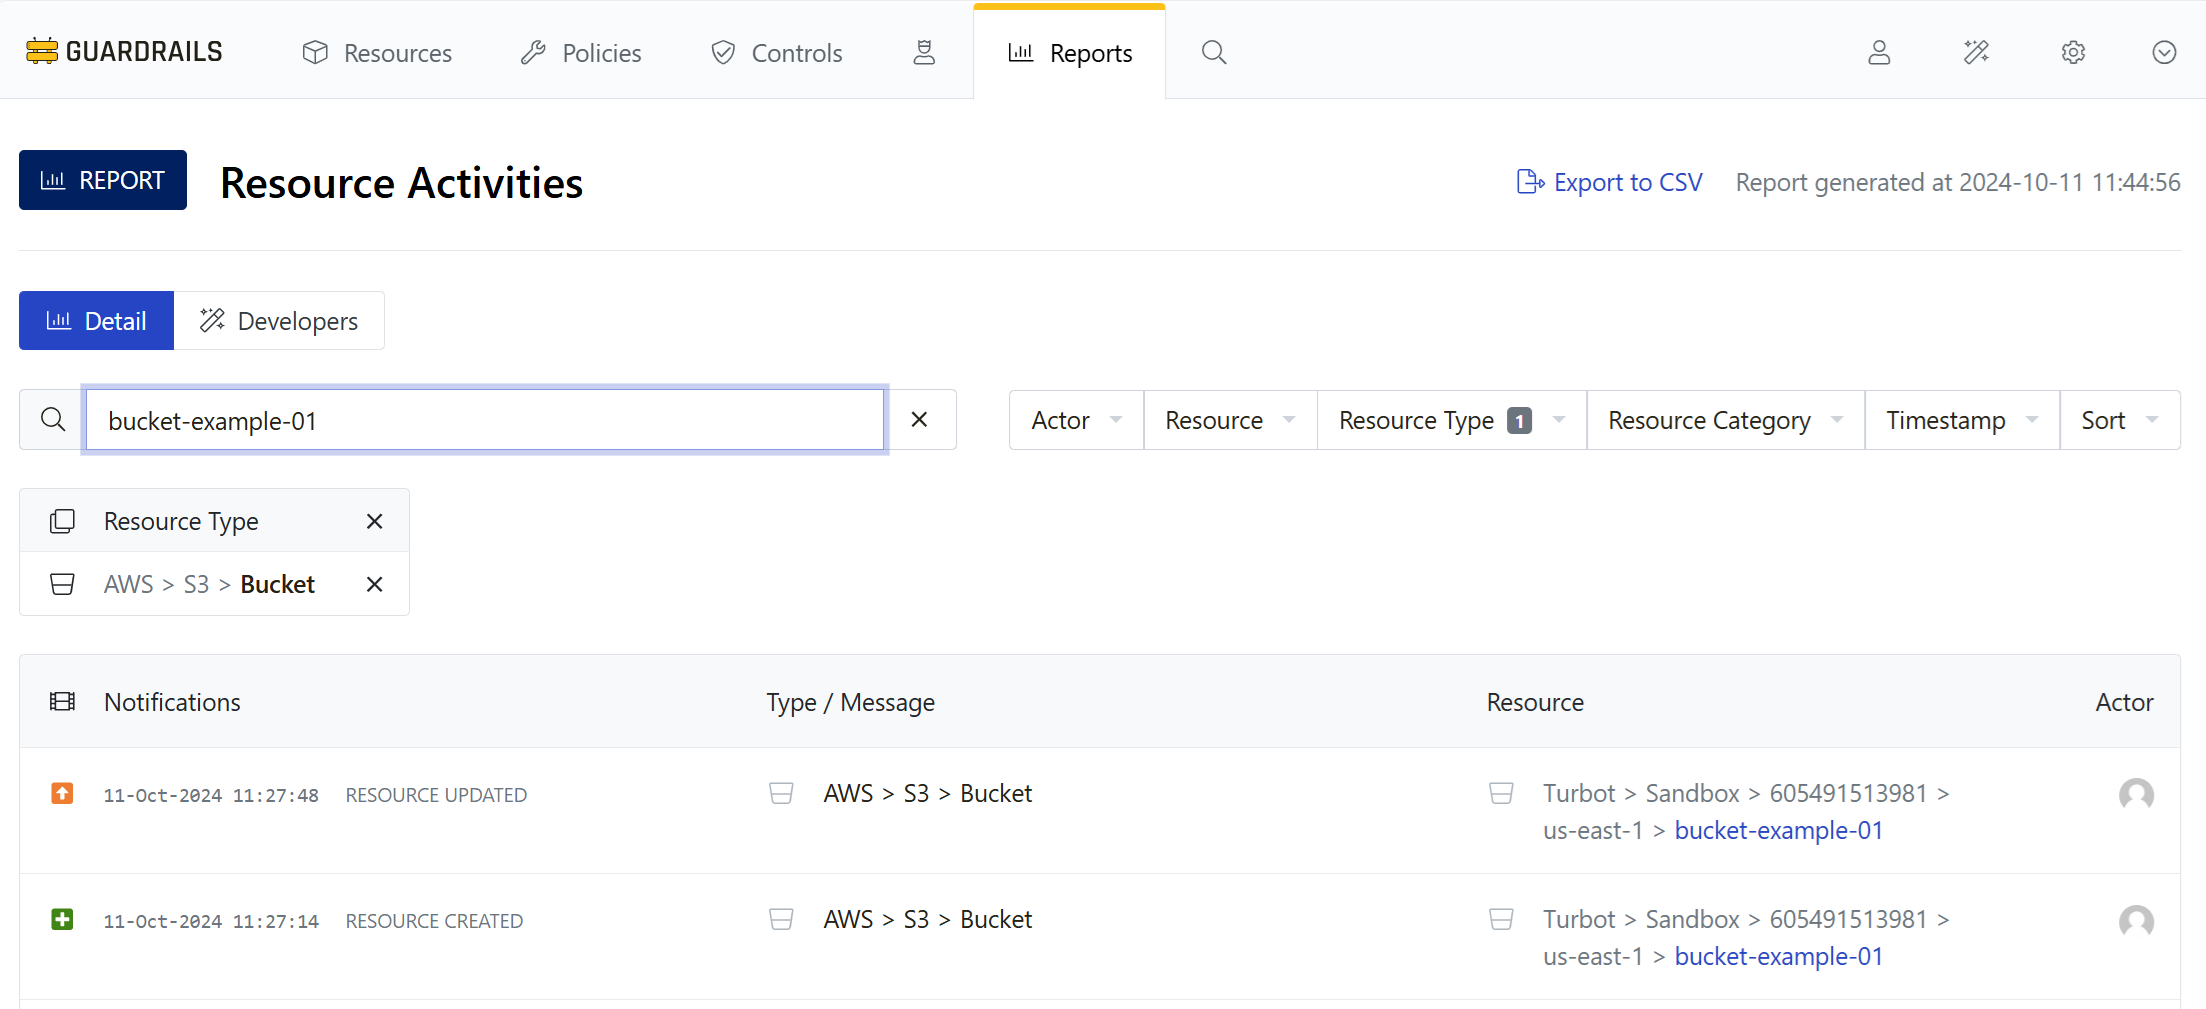 GUARDRAILS Resources Policies Controls Reports
REPORT Resource Activities Export to CSV Report generated at 2024-10-11 11:44:56
Detail Developers
bucket-example-01 Actor Resource Resource Type 1 Resource Category Timestamp Sort
Resource Type
AWS > S3 > Bucket
Notifications Type / Message Resource Actor
11-Oct-2024 11:27:48 RESOURCE UPDATED AWS > S3 > Bucket Turbot > Sandbox > 605491513981 >
us-east-1 > bucket-example-01
11-Oct-2024 11:27:14 RESOURCE CREATED AWS > S3 > Bucket Turbot > Sandbox > 605491513981 >
us-east-1 > bucket-example-01